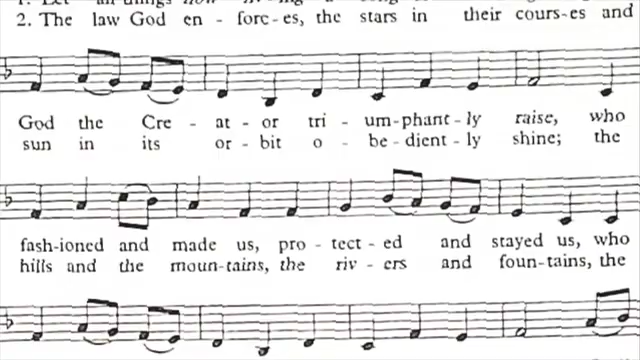 2. The law God en - forc - es, the stars in their cours - es and
God the Cre - at - or tri - um-phant - ly raise, who
sun in its or - bit o - be - dient - ly shine; the
fash-ioned and made us, pro - tect - ed and stayed us, who
hills and the moun-tains, the riv - ers and foun-tains, the